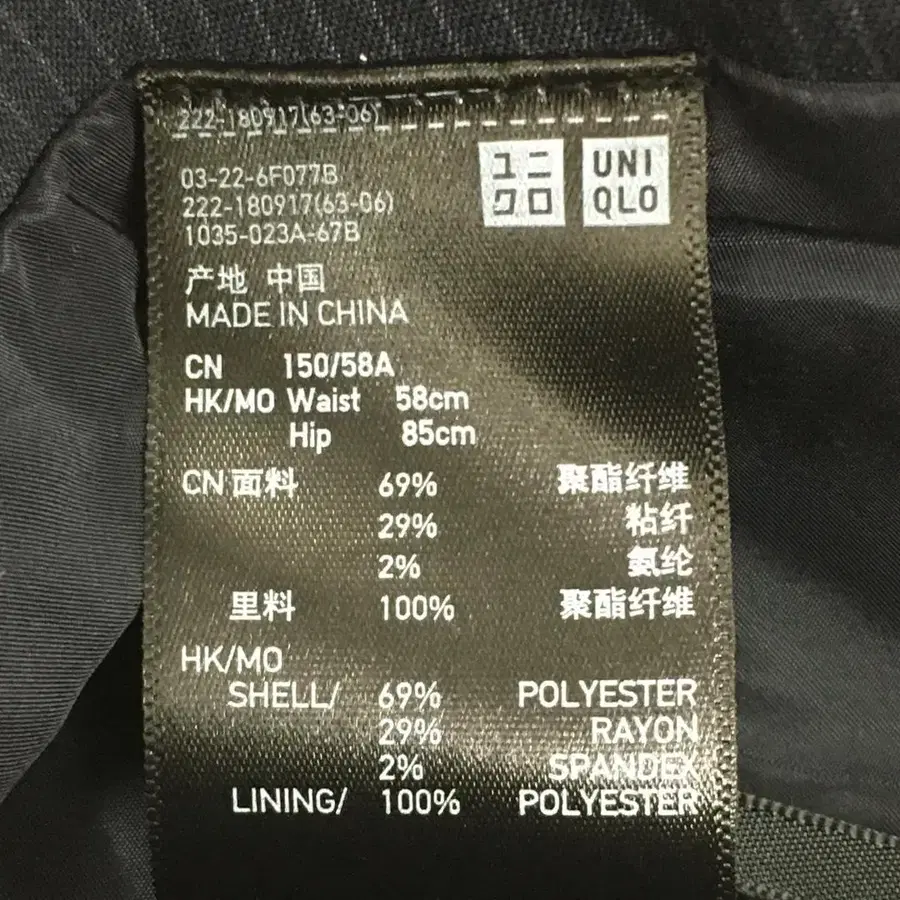 222-180917(63-06)
03-22-6F077B
222-180917(63-06)
1035-023A-67B
ユニ
クロ
UNI
QLO
产地 中国
MADE IN CHINA
CN 150/58A
HK/MO Waist 58cm
Hip 85cm
CN 面料 69% 聚酯纤维
29% 粘纤
2% 氨纶
里料 100% 聚酯纤维
HK/MO
SHELL/ 69% POLYESTER
29% RAYON
2% SPANDEX
LINING/ 100% POLYESTER